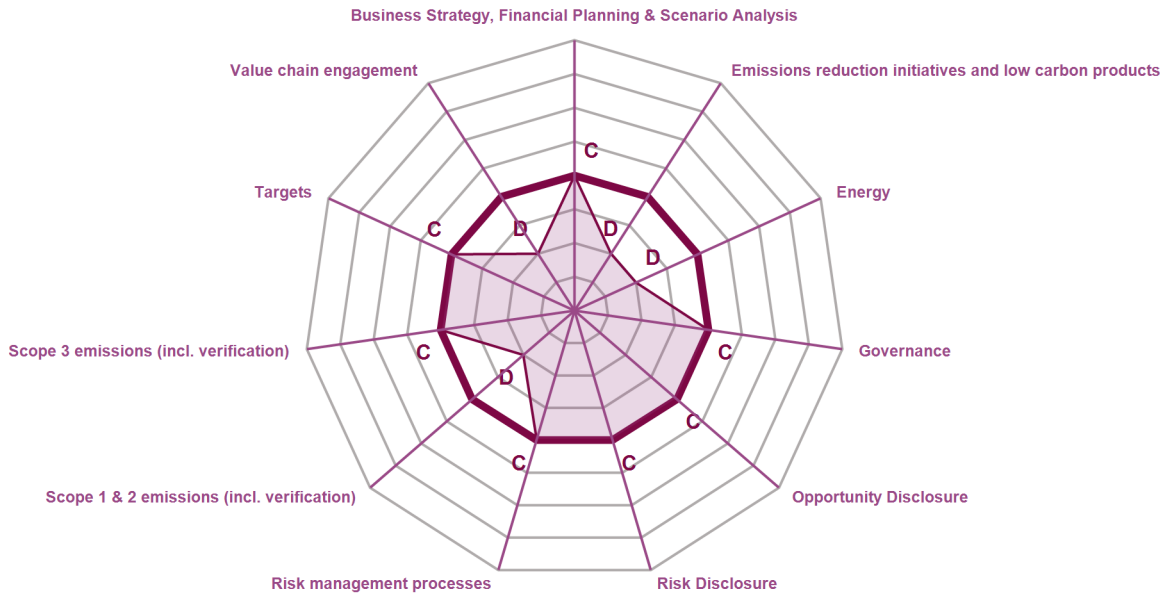 Business Strategy, Financial Planning & Scenario Analysis
Value chain engagement
Emissions reduction initiatives and low carbon products
C
Targets
Energy
C
D
D
D
Scope 3 emissions (incl. verification)
C
C
Governance
D
C
Scope 1 & 2 emissions (incl. verification)
C
C
Opportunity Disclosure
Risk management processes
Risk Disclosure